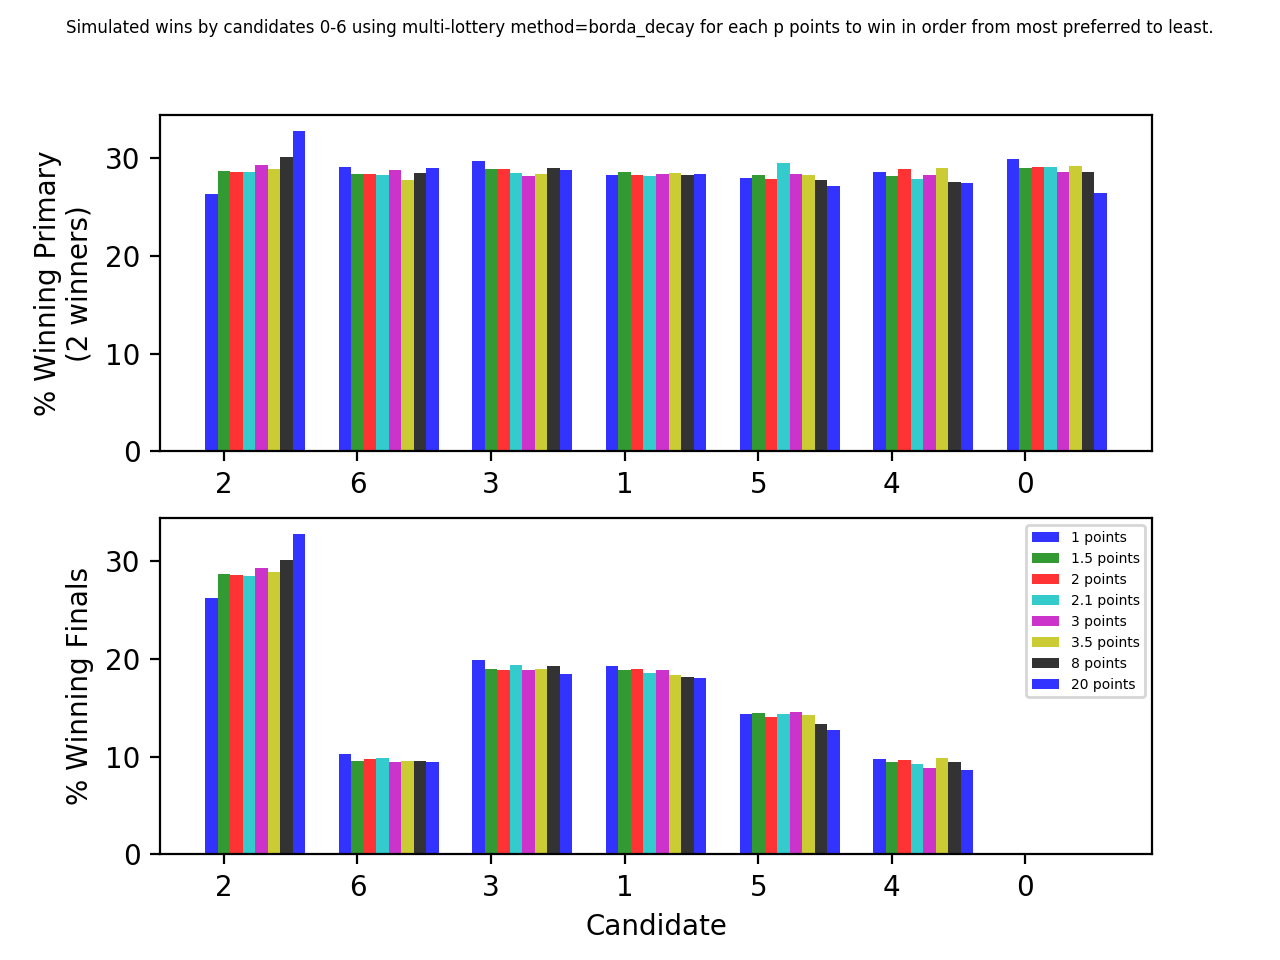 Simulated wins by candidates 0-6 using multi-lottery method=borda_decay for each p points to win in order from most preferred to least.
% Winning Primary
(2 winners)
30
20
10
0
2 6 3 1 5 4 0
% Winning Finals
30
20
10
0
1 points
1.5 points
2 points
2.1 points
3 points
3.5 points
8 points
20 points
2 6 3 1 5 4 0
Candidate